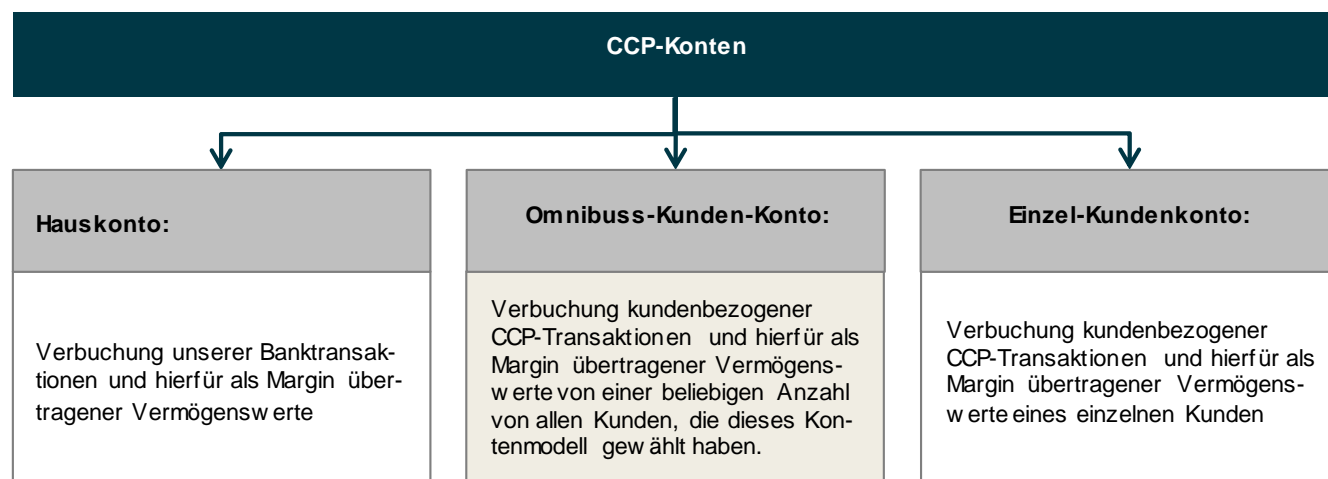 CCP-Konten
Hauskonto:
Verbuchung unserer Banktransak-
tionen und hierfür als Margin über-
tragener Vermögenswerte
Omnibuss-Kunden-Konto:
Verbuchung kundenbezogener
CCP-Transaktionen und hierfür als
Margin übertragener Vermögens-
werte von einer beliebigen Anzahl
von allen Kunden, die dieses Kon-
tenmodell gewählt haben.
Einzel-Kundenkonto:
Verbuchung kundenbezogener
CCP-Transaktionen und hierfür als
Margin übertragener Vermögens-
werte eines einzelnen Kunden